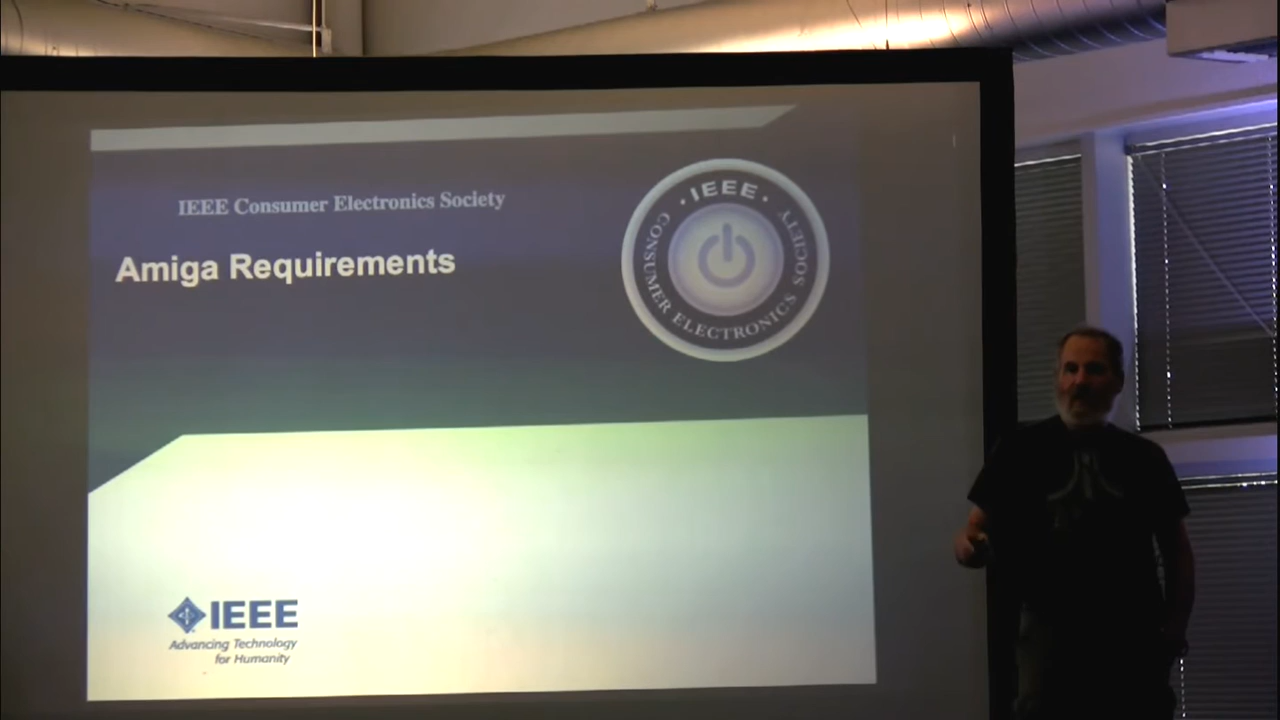 IEEE Consumer Electronics Society
Amiga Requirements
· IEEE ·
CONSUMER ELECTRONICS SOCIETY
IEEE
Advancing Technology
for Humanity